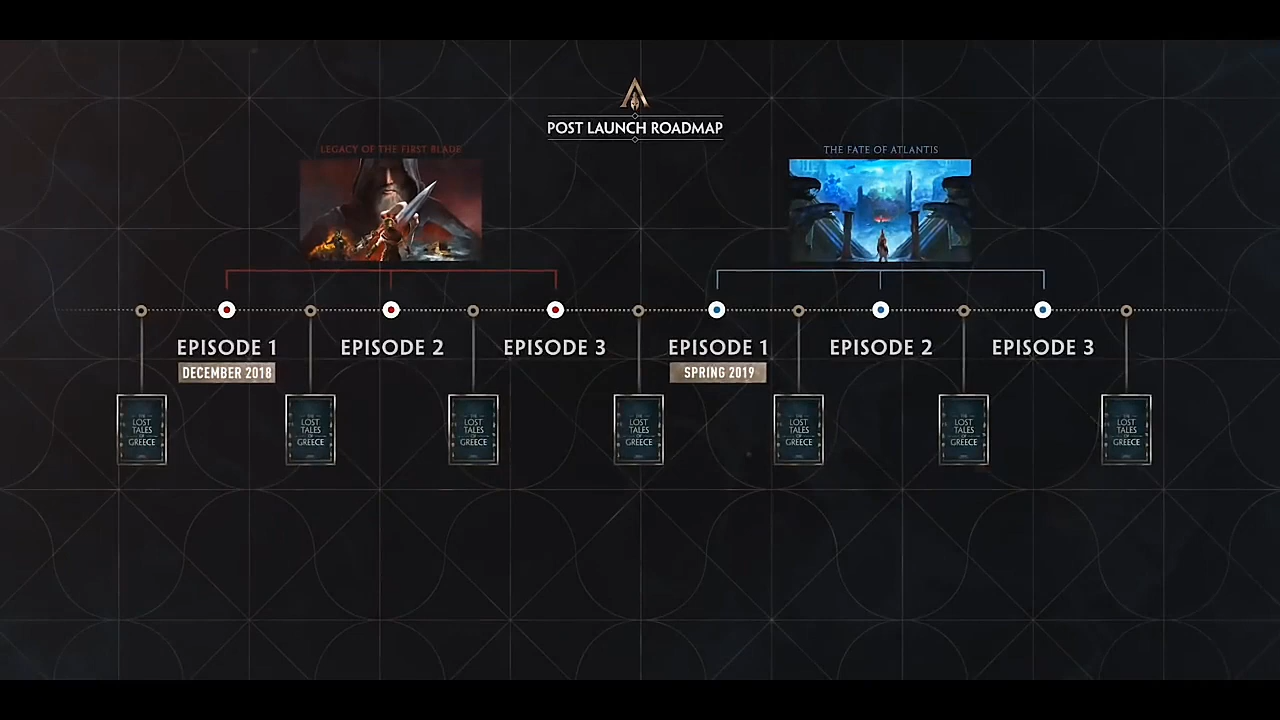 POST LAUNCH ROADMAP
LEGACY OF THE FIRST BLADE
THE FATE OF ATLANTIS
EPISODE 1
EPISODE 2
EPISODE 3
EPISODE 1
EPISODE 2
EPISODE 3
DECEMBER 2018
SPRING 2019
THE
LOST
TALES
OF
GREECE
THE
LOST
TALES
OF
GREECE
THE
LOST
TALES
OF
GREECE
THE
LOST
TALES
OF
GREECE
THE
LOST
TALES
OF
GREECE
THE
LOST
TALES
OF
GREECE
THE
LOST
TALES
OF
GREECE